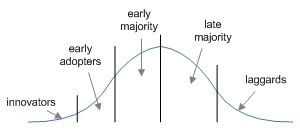 innovators
early
adopters
early
majority
late
majority
laggards